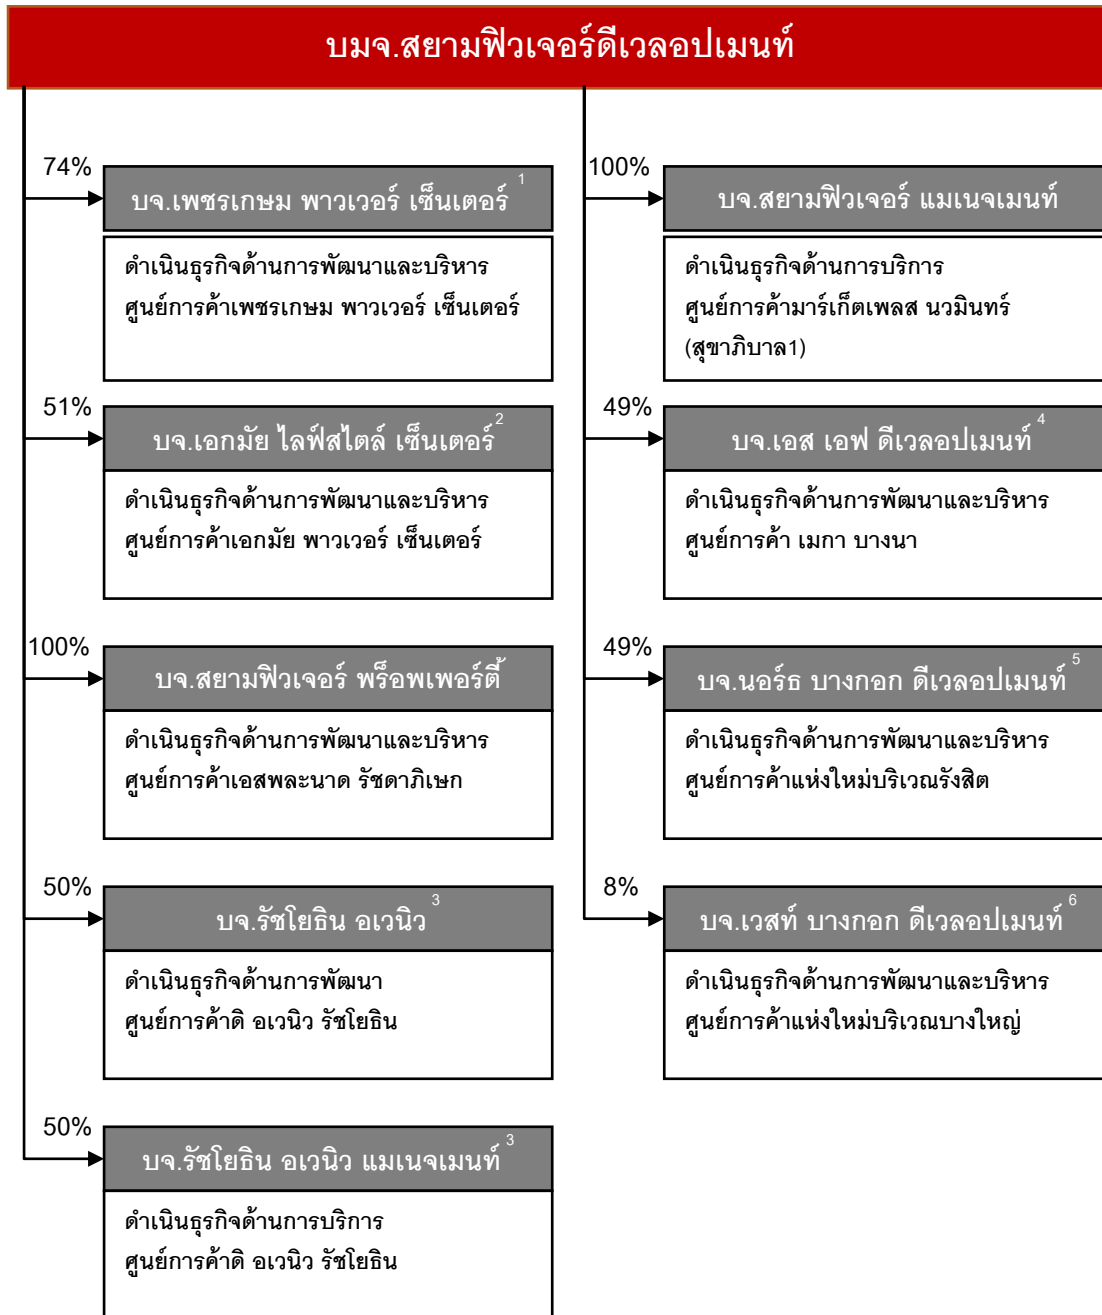 บมจ.สยามฟิวเจอร์ดีเวลอปเมนท์
74%
บจ.เพชรเกษม พาวเวอร์ เซ็นเตอร์ 1
ดำเนินธุรกิจด้านการพัฒนาและบริหาร
ศูนย์การค้าเพชรเกษม พาวเวอร์ เซ็นเตอร์
51%
บจ.เอกมัย ไลฟ์สไตล์ เซ็นเตอร์ 2
ดำเนินธุรกิจด้านการพัฒนาและบริหาร
ศูนย์การค้าเอกมัย พาวเวอร์ เซ็นเตอร์
100%
บจ.สยามฟิวเจอร์ พร็อพเพอร์ตี้
ดำเนินธุรกิจด้านการพัฒนาและบริหาร
ศูนย์การค้าเอสพละนาด รัชดาภิเษก
50%
บจ.รัชโยธิน อเวนิว 3
ดำเนินธุรกิจด้านการพัฒนา
ศูนย์การค้าดิ อเวนิว รัชโยธิน
50%
บจ.รัชโยธิน อเวนิว แมเนจเมนท์ 3
ดำเนินธุรกิจด้านการบริการ
ศูนย์การค้าดิ อเวนิว รัชโยธิน
100%
บจ.สยามฟิวเจอร์ แมเนจเมนท์
ดำเนินธุรกิจด้านการบริการ
ศูนย์การค้ามาร์เก็ตเพลส นวมินทร์
(สุขาภิบาล1)
49%
บจ.เอส เอฟ ดีเวลอปเมนท์ 4
ดำเนินธุรกิจด้านการพัฒนาและบริหาร
ศูนย์การค้า เมกา บางนา
49%
บจ.นอร์ธ บางกอก ดีเวลอปเมนท์ 5
ดำเนินธุรกิจด้านการพัฒนาและบริหาร
ศูนย์การค้าแห่งใหม่บริเวณรังสิต
8%
บจ.เวสท์ บางกอก ดีเวลอปเมนท์ 6
ดำเนินธุรกิจด้านการพัฒนาและบริหาร
ศูนย์การค้าแห่งใหม่บริเวณบางใหญ่